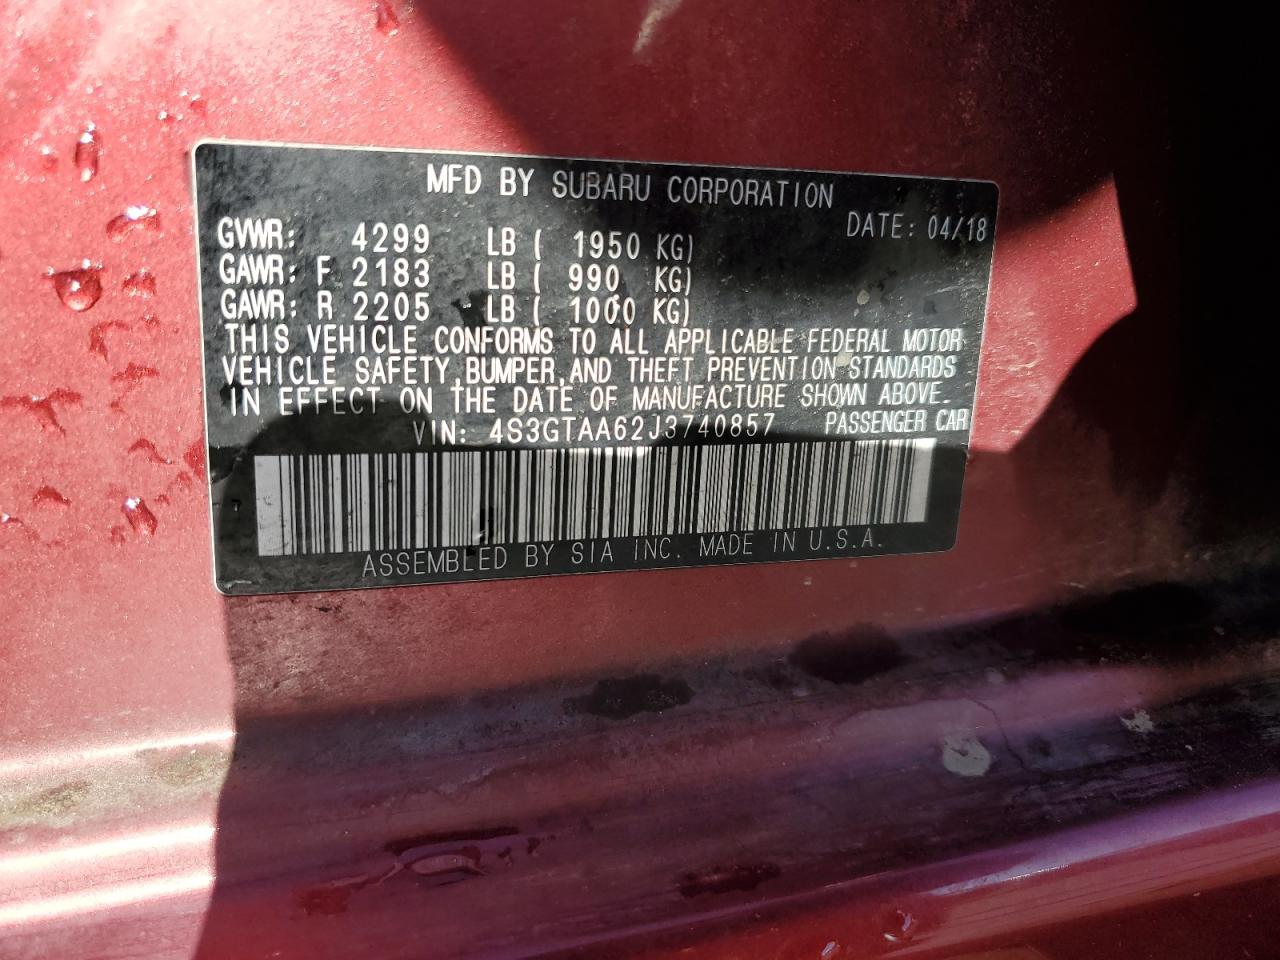 MFD BY SUBARU CORPORATION
DATE: 04/18
GVWR: 4299 LB ( 1950 KG)
GAWR: F 2183 LB ( 990 KG)
GAWR: R 2205 LB ( 1000 KG)
THIS VEHICLE CONFORMS TO ALL APPLICABLE FEDERAL MOTOR
VEHICLE SAFETY,BUMPER,AND THEFT PREVENTION STANDARDS
IN EFFECT ON THE DATE OF MANUFACTURE SHOWN ABOVE.
VIN: 4S3GTAA62J3740857 PASSENGER CAR
ASSEMBLED BY SIA INC. MADE IN U.S.A.